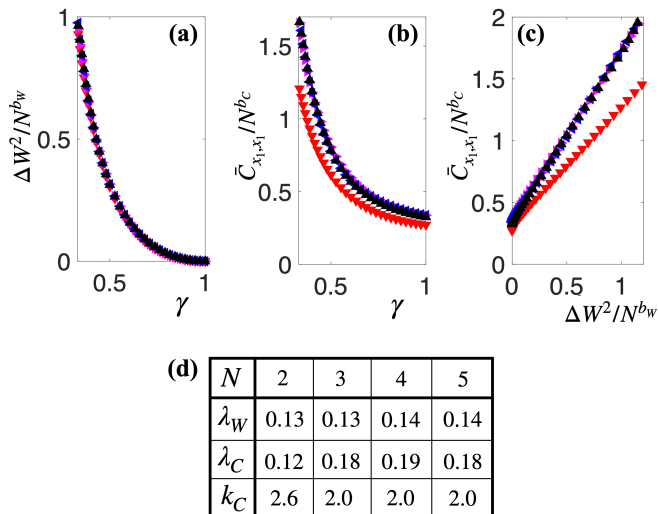 (a)
ΔW²/N^{b_W}
1
0.5
0
0.5
1
γ
(b)
C̄_{x₁,x₁}/N^{b_C}
1.5
1
0.5
0
0.5
1
γ
(c)
C̄_{x₁,x₁}/N^{b_C}
2
1.5
1
0.5
0
0
0.5
1
ΔW²/N^{b_W}
(d)
N 2 3 4 5
λ_W 0.13 0.13 0.14 0.14
λ_C 0.12 0.18 0.19 0.18
k_C 2.6 2.0 2.0 2.0